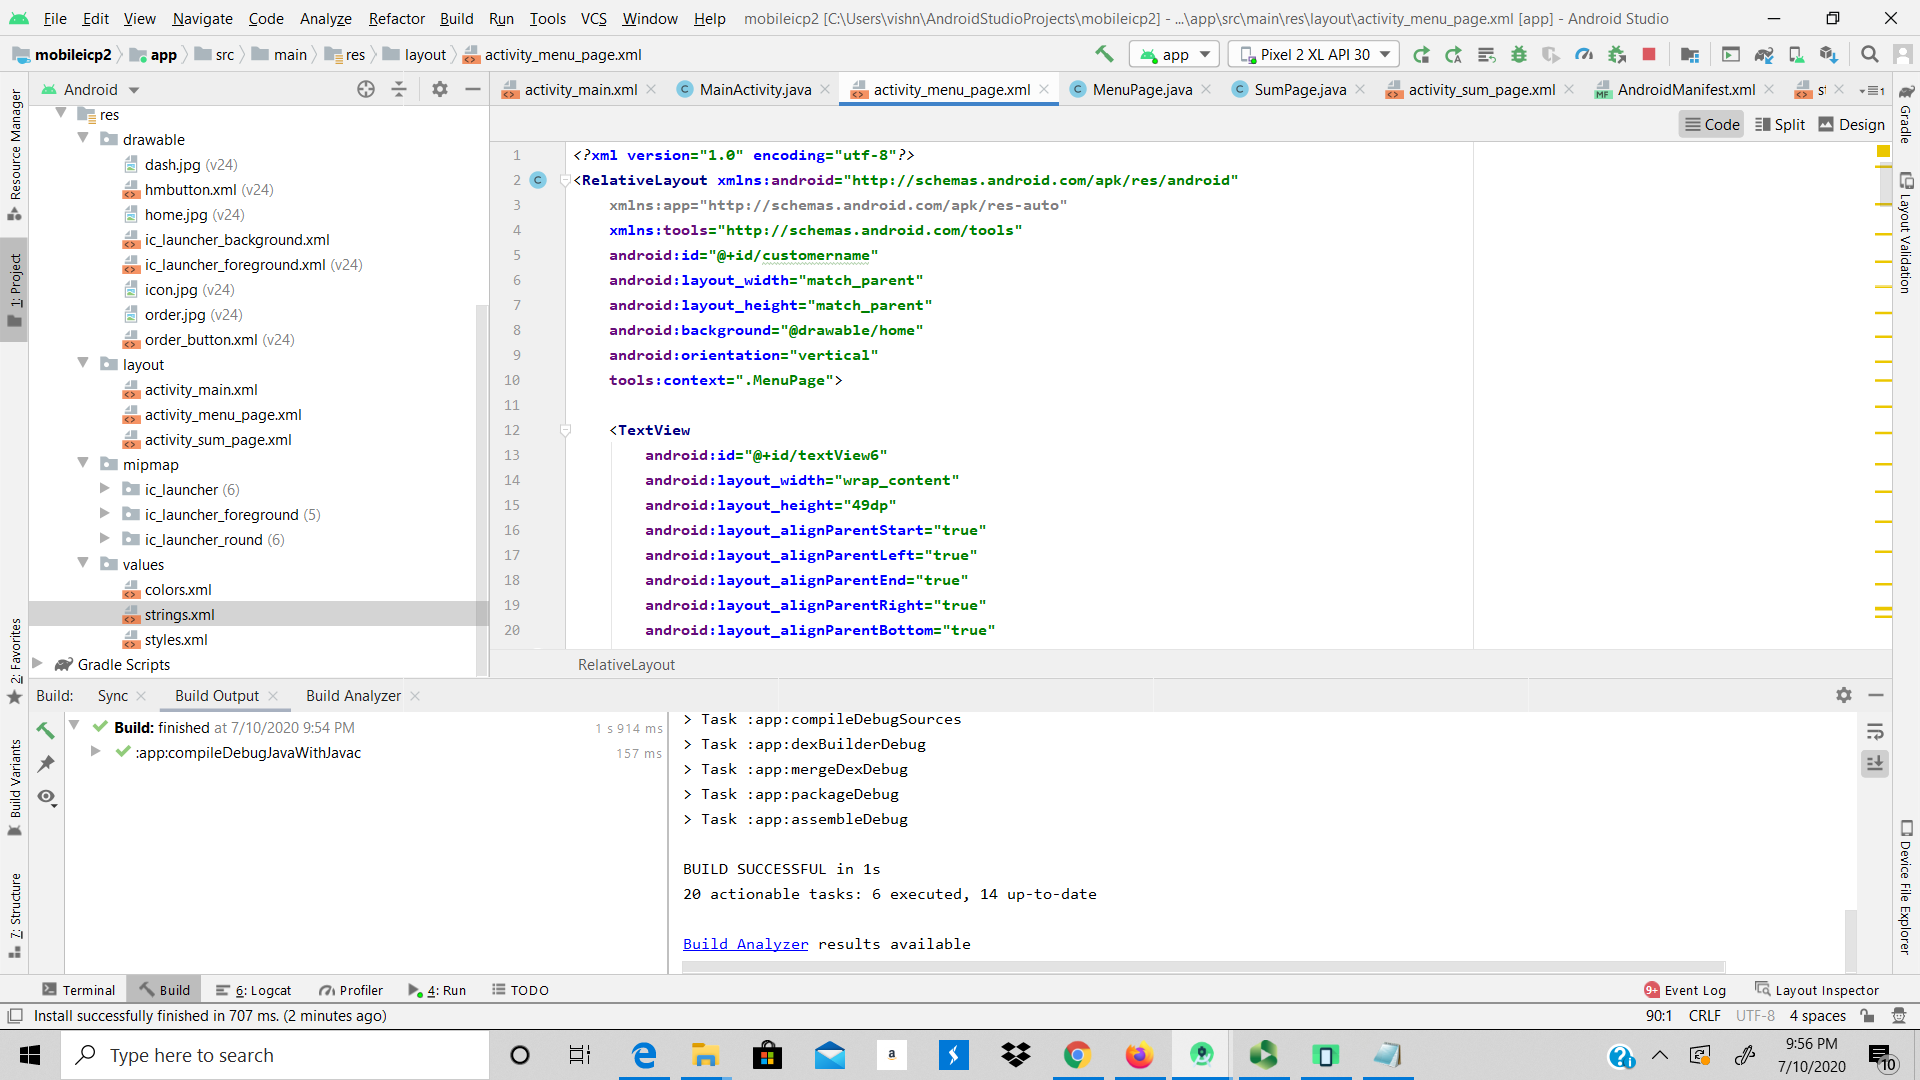 File Edit View Navigate Code Analyze Refactor Build Run Tools VCS Window Help mobileicp2 [C:\Users\vishn\AndroidStudioProjects\mobileicp2] - ...\app\src\main\res\layout\activity_menu_page.xml [app] - Android Studio
mobileicp2 app src main res layout activity_menu_page.xml app Pixel 2 XL API 30
Android activity_main.xml MainActivity.java activity_menu_page.xml MenuPage.java SumPage.java activity_sum_page.xml AndroidManifest.xml
Code Split Design
res
drawable
dash.jpg (v24)
hmbutton.xml (v24)
home.jpg (v24)
ic_launcher_background.xml
ic_launcher_foreground.xml (v24)
icon.jpg (v24)
order.jpg (v24)
order_button.xml (v24)
layout
activity_main.xml
activity_menu_page.xml
activity_sum_page.xml
mipmap
ic_launcher (6)
ic_launcher_foreground (5)
ic_launcher_round (6)
values
colors.xml
strings.xml
styles.xml
Gradle Scripts
1 <?xml version="1.0" encoding="utf-8"?>
2 <RelativeLayout xmlns:android="http://schemas.android.com/apk/res/android"
3 xmlns:app="http://schemas.android.com/apk/res-auto"
4 xmlns:tools="http://schemas.android.com/tools"
5 android:id="@+id/customername"
6 android:layout_width="match_parent"
7 android:layout_height="match_parent"
8 android:background="@drawable/home"
9 android:orientation="vertical"
10 tools:context=".MenuPage">
11
12 <TextView
13 android:id="@+id/textView6"
14 android:layout_width="wrap_content"
15 android:layout_height="49dp"
16 android:layout_alignParentStart="true"
17 android:layout_alignParentLeft="true"
18 android:layout_alignParentEnd="true"
19 android:layout_alignParentRight="true"
20 android:layout_alignParentBottom="true"
RelativeLayout
Resource Manager
1: Project
2: Favorites
Build Variants
7: Structure
Gradle
Layout Validation
Device File Explorer
Build: Sync Build Output Build Analyzer
Build: finished at 7/10/2020 9:54 PM 1 s 914 ms
:app:compileDebugJavaWithJavac 157 ms
> Task :app:compileDebugSources
> Task :app:dexBuilderDebug
> Task :app:mergeDexDebug
> Task :app:packageDebug
> Task :app:assembleDebug
BUILD SUCCESSFUL in 1s
20 actionable tasks: 6 executed, 14 up-to-date
Build Analyzer results available
Terminal Build 6: Logcat Profiler 4: Run TODO 9+ Event Log Layout Inspector
Install successfully finished in 707 ms. (2 minutes ago) 90:1 CRLF UTF-8 4 spaces
Type here to search
9:56 PM
7/10/2020
10